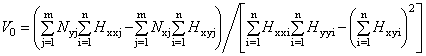 V_0 = \left( \sum_{j=1}^{m} N_{yj} \sum_{i=1}^{n} H_{xxj} - \sum_{j=1}^{m} N_{xj} \sum_{i=1}^{n} H_{xyj} \right) \Big/ \left[ \sum_{i=1}^{n} H_{xxi} \sum_{i=1}^{n} H_{yyi} - \left( \sum_{i=1}^{n} H_{xyi} \right)^2 \right]